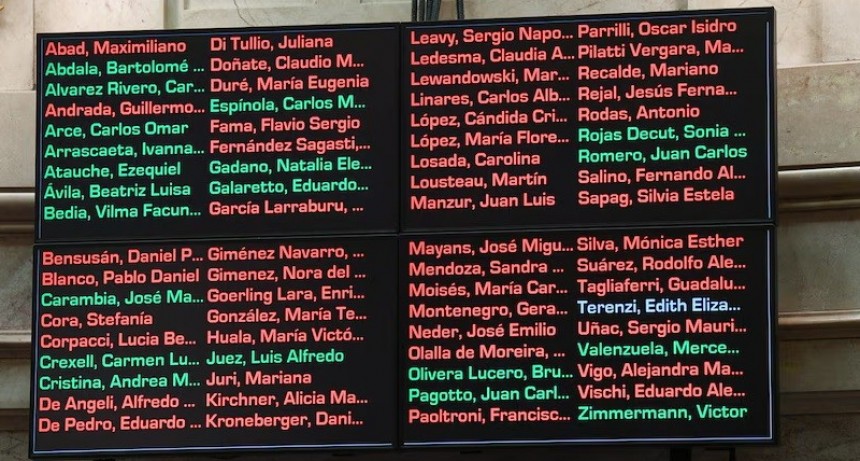 Abad, Maximiliano
Abdala, Bartolomé ...
Alvarez Rivero, Car...
Andrada, Guillermo...
Arce, Carlos Omar
Arrascaeta, Ivanna...
Atauche, Ezequiel
Ávila, Beatriz Luisa
Bedia, Vilma Facun...
Di Tullio, Juliana
Doñate, Claudio M...
Duré, María Eugenia
Espínola, Carlos M...
Fama, Flavio Sergio
Fernández Sagasti,...
Gadano, Natalia Ele...
Galaretto, Eduardo...
García Larraburu, ...
Leavy, Sergio Napo...
Ledesma, Claudia A...
Lewandowski, Mar...
Linares, Carlos Alb...
López, Cándida Cri...
López, María Flore...
Losada, Carolina
Lousteau, Martín
Manzur, Juan Luis
Parrilli, Oscar Isidro
Pilatti Vergara, Ma...
Recalde, Mariano
Rejal, Jesús Ferna...
Rodas, Antonio
Rojas Decut, Sonia ...
Romero, Juan Carlos
Salino, Fernando Al...
Sapag, Silvia Estela
Bensusán, Daniel P...
Blanco, Pablo Daniel
Carambia, José Ma...
Cora, Stefanía
Corpacci, Lucia Be...
Crexell, Carmen Lu...
Cristina, Andrea M...
De Angeli, Alfredo ...
De Pedro, Eduardo ...
Giménez Navarro, ...
Gimenez, Nora del ...
Goerling Lara, Enri...
González, María Te...
Huala, María Victó...
Juez, Luis Alfredo
Juri, Mariana
Kirchner, Alicia Ma...
Kroneberger, Dani...
Mayans, José Migu...
Mendoza, Sandra ...
Moisés, María Car...
Montenegro, Gera...
Neder, José Emilio
Olalla de Moreira, ...
Olivera Lucero, Bru...
Pagotto, Juan Carl...
Paoltroni, Francisc...
Silva, Mónica Esther
Suárez, Rodolfo Ale...
Tagliaferri, Guadalu...
Terenzi, Edith Eliza...
Uñac, Sergio Mauri...
Valenzuela, Merce...
Vigo, Alejandra Ma...
Vischi, Eduardo Ale...
Zimmermann, Victor